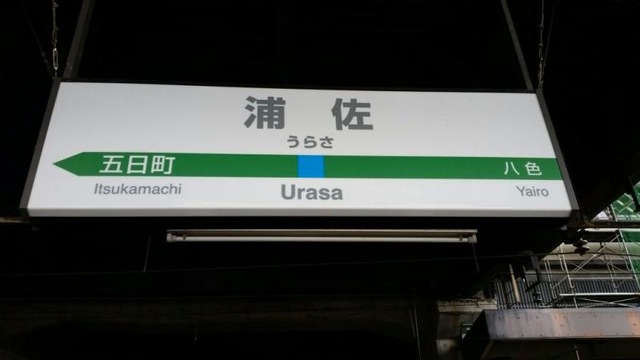 浦佐
うらさ
五日町
八色
Itsukamachi
Urasa
Yairo